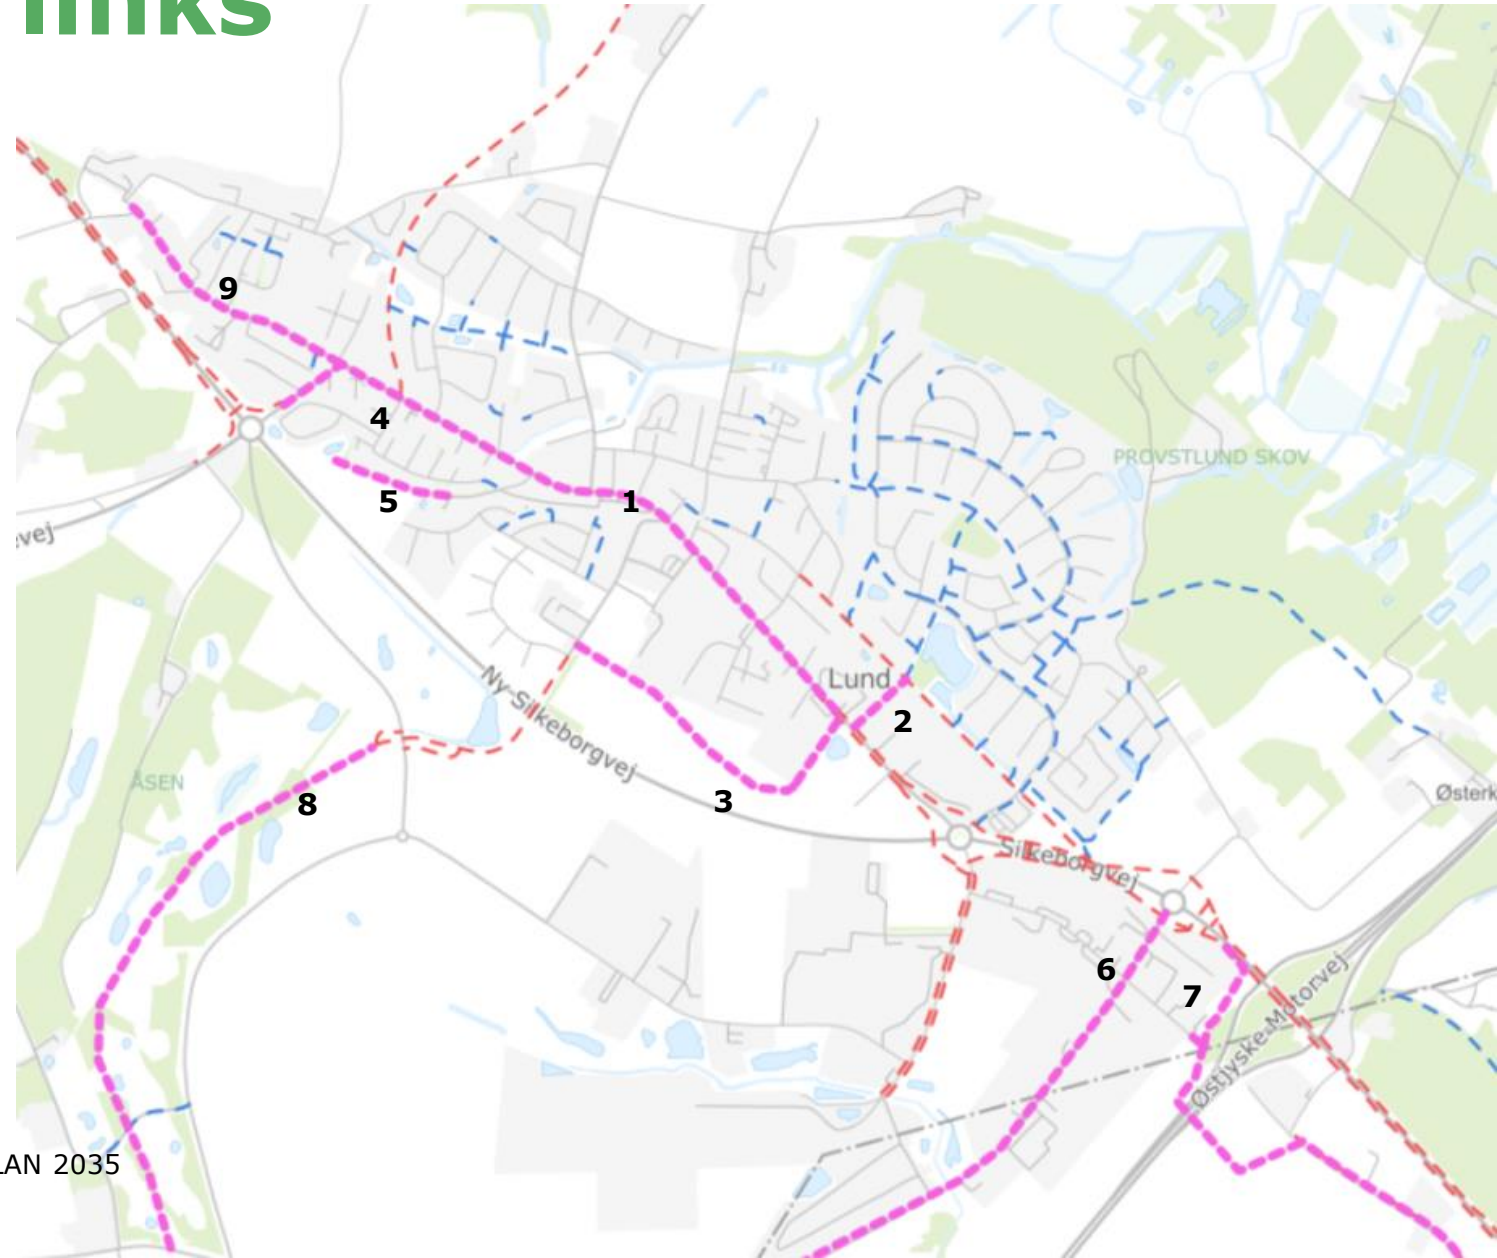 links
9
4
5
1
PROVSTLUND SKOV
vej
Lund
2
Ny Silkeborgvej
ÅSEN
8
3
Østerk
Silkeborgvej
6
7
Østjyske Motorvej
LAN 2035